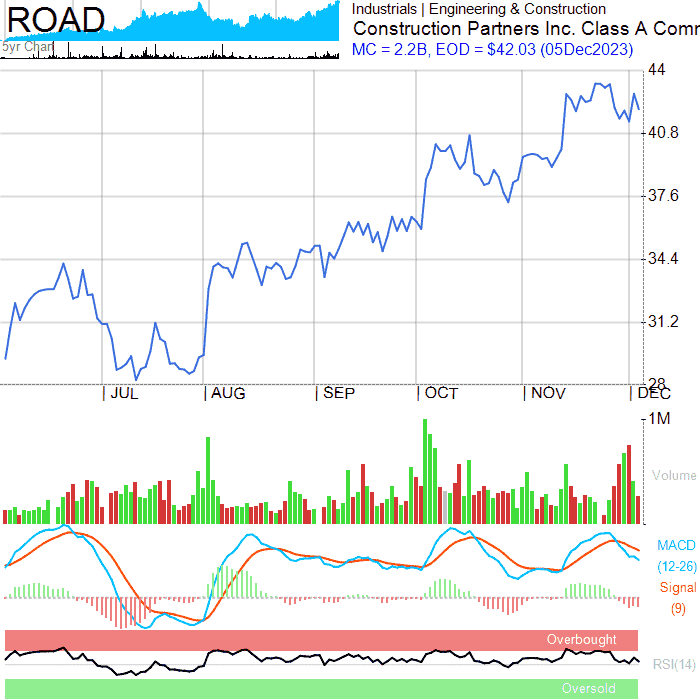 ROAD
5yr Chart
Industrials | Engineering & Construction
Construction Partners Inc. Class A Comm
MC = 2.2B, EOD = $42.03 (05Dec2023)
44
40.8
37.6
34.4
31.2
28
| JUL | AUG | SEP | OCT | NOV | DEC
1M
Volume
MACD
(12-26)
Signal
(9)
Overbought
RSI(14)
Oversold